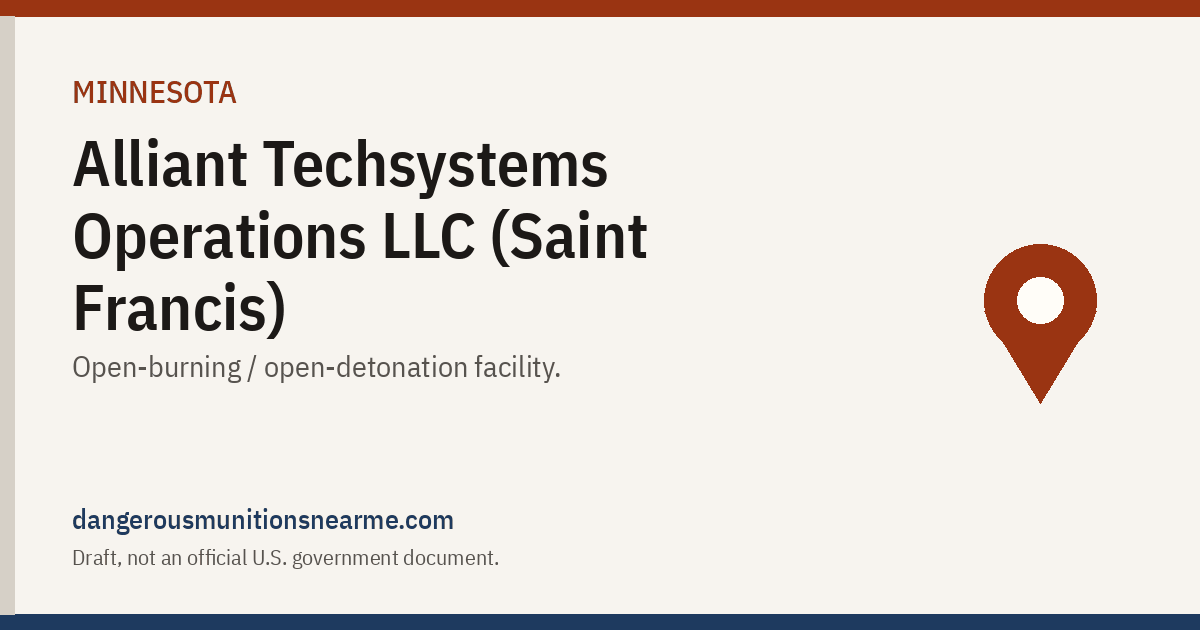 MINNESOTA
Alliant Techsystems
Operations LLC (Saint
Francis)
Open-burning / open-detonation facility.
dangerousmunitionsnearme.com
Draft, not an official U.S. government document.